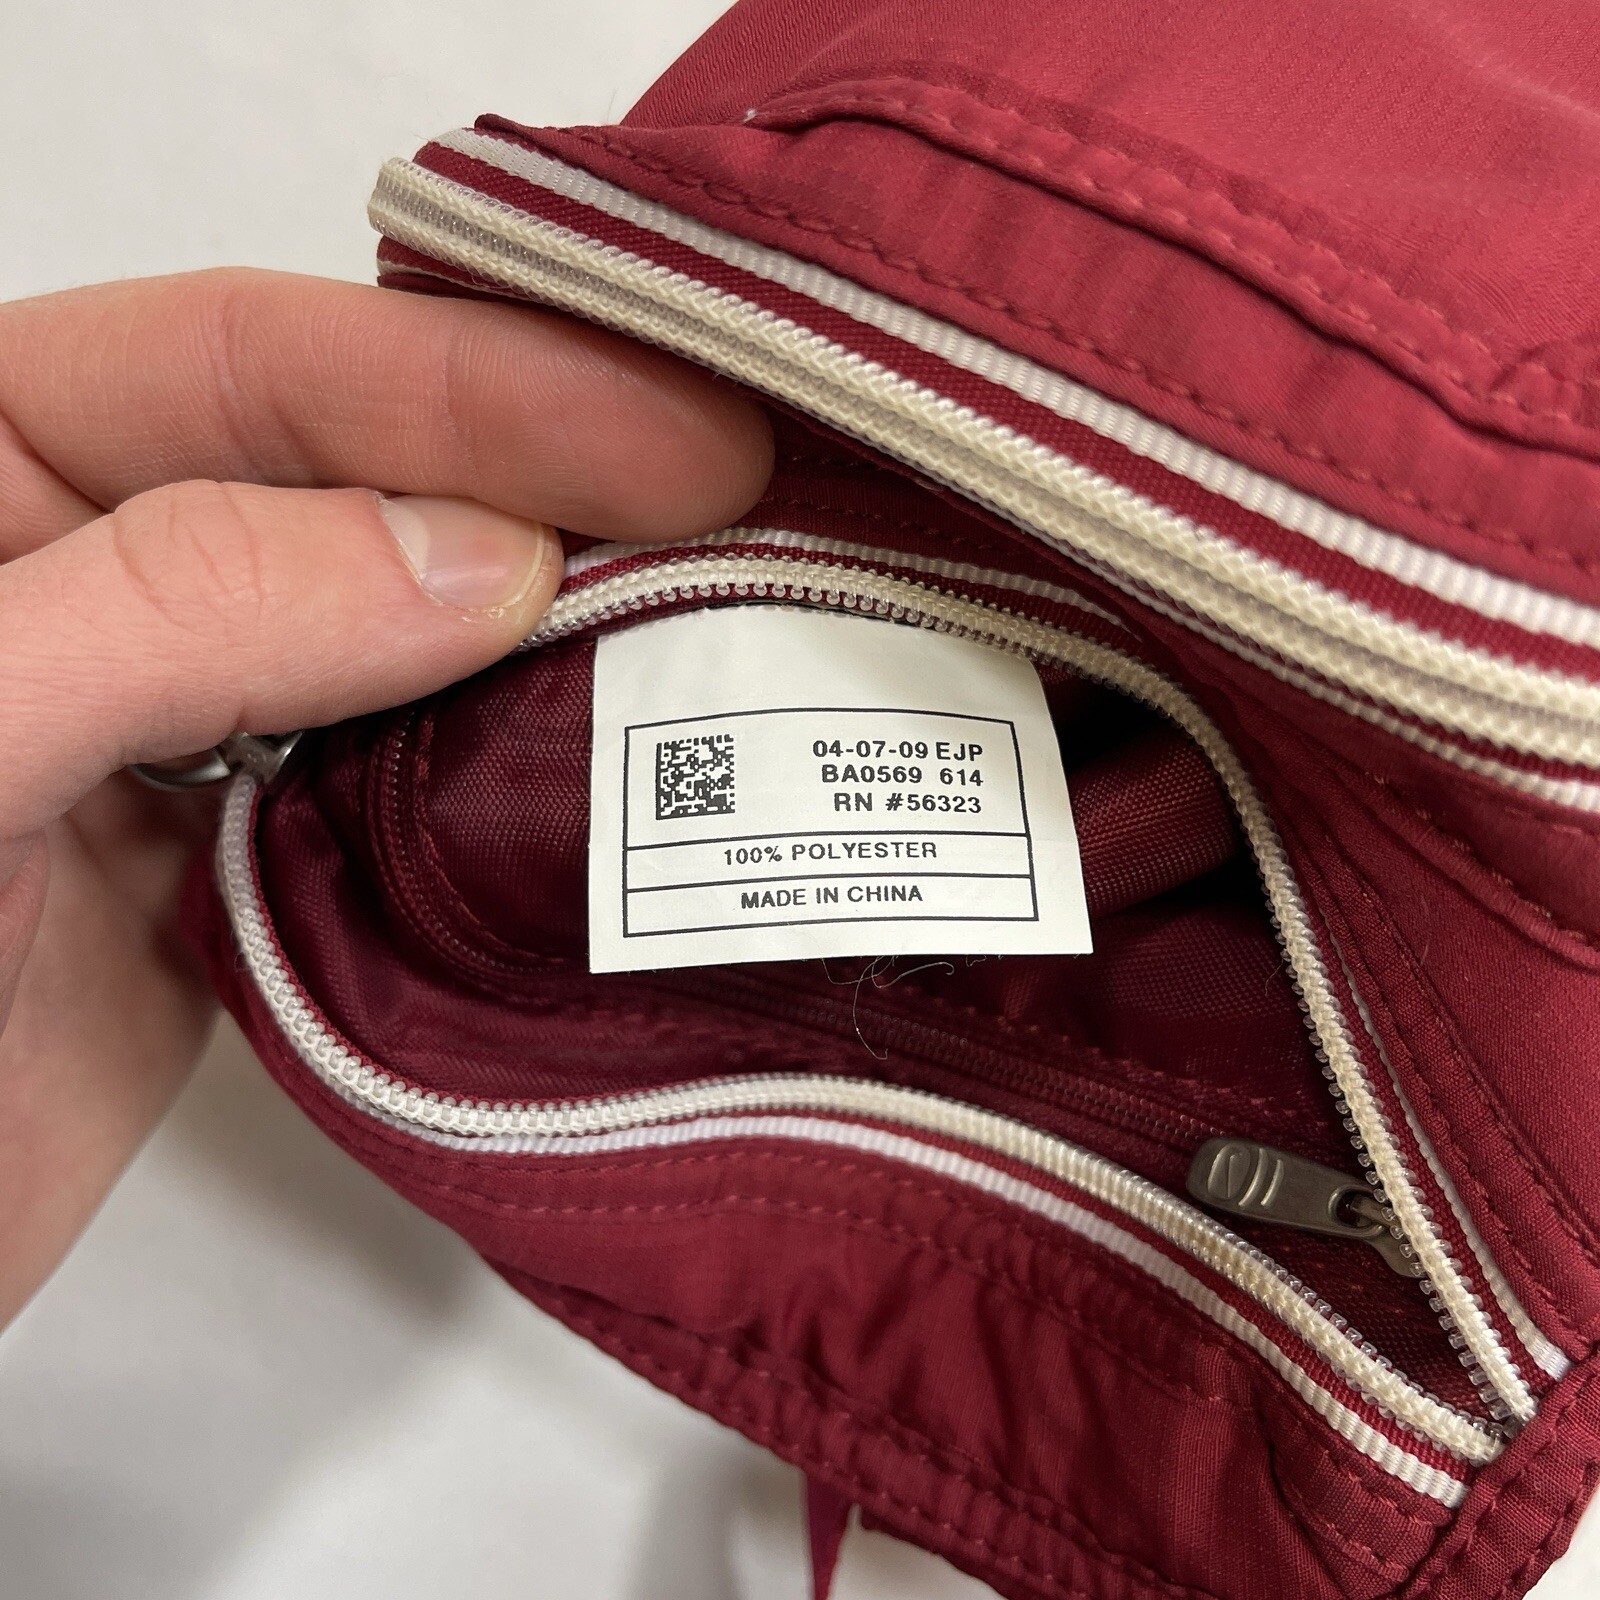 04-07-09 EJP
BA0569 614
RN #56323
100% POLYESTER
MADE IN CHINA